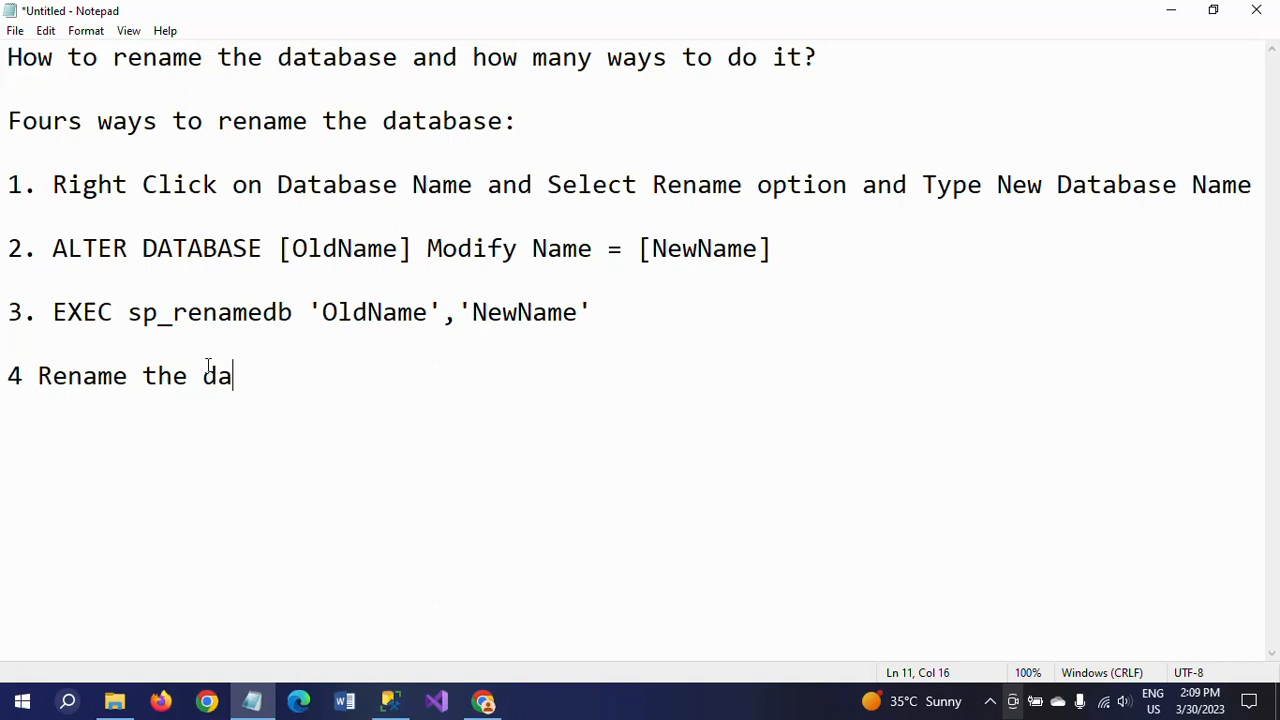 *Untitled - Notepad
File Edit Format View Help
How to rename the database and how many ways to do it?
Fours ways to rename the database:
1. Right Click on Database Name and Select Rename option and Type New Database Name
2. ALTER DATABASE [OldName] Modify Name = [NewName]
3. EXEC sp_renamedb 'OldName','NewName'
4 Rename the da
Ln 11, Col 16 100% Windows (CRLF) UTF-8
35°C Sunny ENG US 2:09 PM 3/30/2023